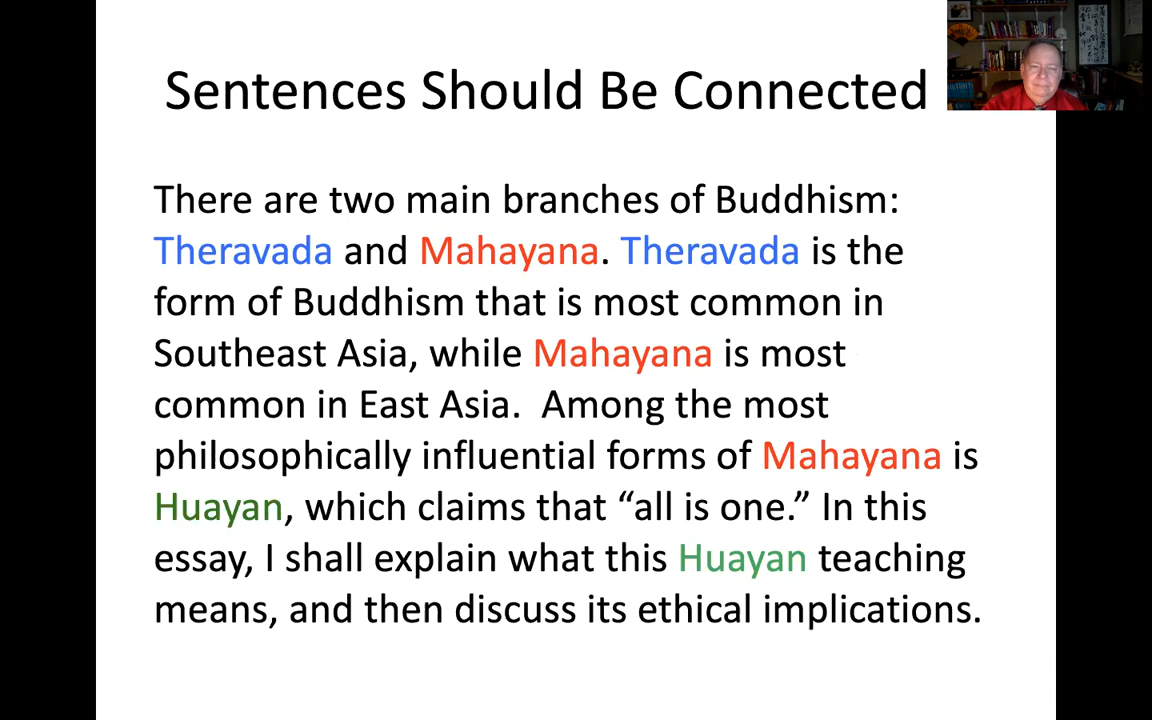 Sentences Should Be Connected
There are two main branches of Buddhism:
Theravada and Mahayana. Theravada is the
form of Buddhism that is most common in
Southeast Asia, while Mahayana is most
common in East Asia.  Among the most
philosophically influential forms of Mahayana is
Huayan, which claims that “all is one.” In this
essay, I shall explain what this Huayan teaching
means, and then discuss its ethical implications.